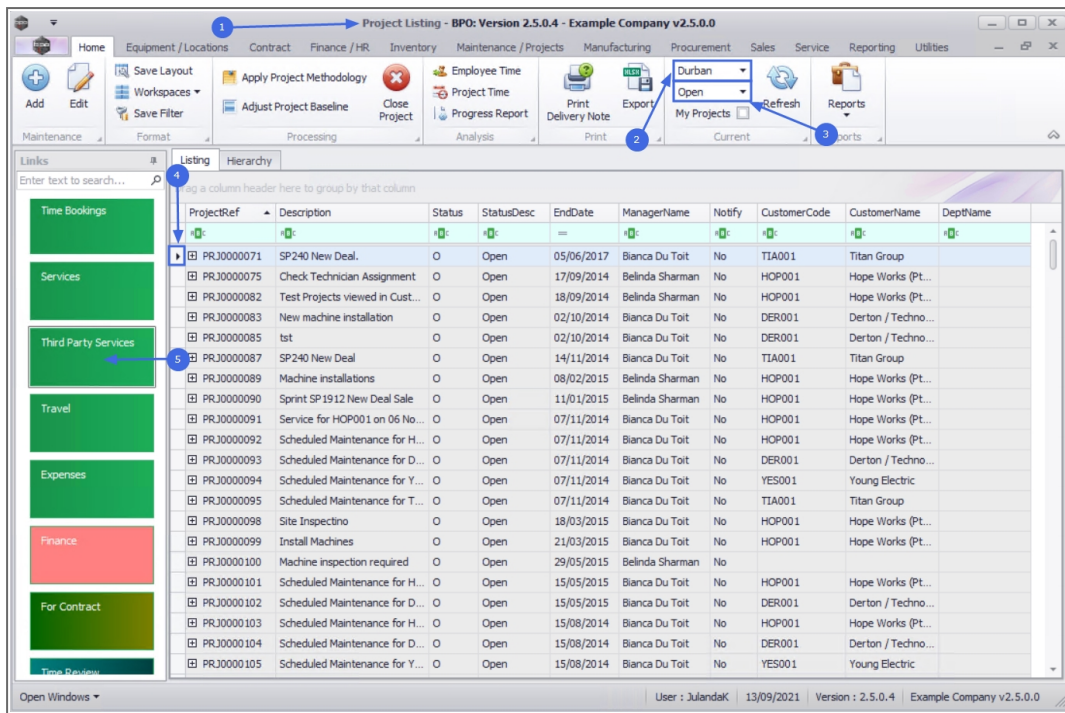 1
Project Listing - BPO: Version 2.5.0.4 - Example Company v2.5.0.0
Home Equipment / Locations Contract Finance / HR Inventory Maintenance / Projects Manufacturing Procurement Sales Service Reporting Utilities
Add
Edit
Maintenance
Save Layout
Workspaces
Save Filter
Format
Apply Project Methodology
Adjust Project Baseline
Close
Project
Processing
Employee Time
Project Time
Progress Report
Analysis
Print
Delivery Note
Export
Print
2
Durban
Open
My Projects
Refresh
Current
3
Reports
orts
Links
Enter text to search...
Time Bookings
Services
Third Party Services
5
Travel
Expenses
Finance
For Contract
Time Review
Listing Hierarchy
4
ag a column header here to group by that column
ProjectRef Description Status StatusDesc EndDate ManagerName Notify CustomerCode CustomerName DeptName
PRJ0000071 SP240 New Deal. O Open 05/06/2017 Bianca Du Toit No TIA001 Titan Group
PRJ0000075 Check Technician Assignment O Open 17/09/2014 Belinda Sharman No HOP001 Hope Works (Pt...
PRJ0000082 Test Projects viewed in Cust... O Open 18/09/2014 Belinda Sharman No HOP001 Hope Works (Pt...
PRJ0000083 New machine installation O Open 02/10/2014 Bianca Du Toit No DER001 Derton / Techno...
PRJ0000085 tst O Open 02/10/2014 Bianca Du Toit No DER001 Derton / Techno...
PRJ0000087 SP240 New Deal O Open 14/11/2014 Bianca Du Toit No TIA001 Titan Group
PRJ0000089 Machine installations O Open 08/02/2015 Belinda Sharman No HOP001 Hope Works (Pt...
PRJ0000090 Sprint SP1912 New Deal Sale O Open 11/01/2015 Belinda Sharman No HOP001 Hope Works (Pt...
PRJ0000091 Service for HOP001 on 06 No... O Open 07/11/2014 Bianca Du Toit No HOP001 Hope Works (Pt...
PRJ0000092 Scheduled Maintenance for H... O Open 07/11/2014 Bianca Du Toit No HOP001 Hope Works (Pt...
PRJ0000093 Scheduled Maintenance for D... O Open 07/11/2014 Bianca Du Toit No DER001 Derton / Techno...
PRJ0000094 Scheduled Maintenance for Y... O Open 07/11/2014 Bianca Du Toit No YES001 Young Electric
PRJ0000095 Scheduled Maintenance for T... O Open 07/11/2014 Bianca Du Toit No TIA001 Titan Group
PRJ0000098 Site Inspectino O Open 18/03/2015 Bianca Du Toit No HOP001 Hope Works (Pt...
PRJ0000099 Install Machines O Open 21/03/2015 Bianca Du Toit No HOP001 Hope Works (Pt...
PRJ0000100 Machine inspection required O Open 29/05/2015 Belinda Sharman No
PRJ0000101 Scheduled Maintenance for H... O Open 15/05/2015 Bianca Du Toit No HOP001 Hope Works (Pt...
PRJ0000102 Scheduled Maintenance for D... O Open 15/05/2015 Bianca Du Toit No DER001 Derton / Techno...
PRJ0000103 Scheduled Maintenance for H... O Open 15/08/2014 Bianca Du Toit No HOP001 Hope Works (Pt...
PRJ0000104 Scheduled Maintenance for D... O Open 15/08/2014 Bianca Du Toit No DER001 Derton / Techno...
PRJ0000105 Scheduled Maintenance for Y... O Open 15/08/2014 Bianca Du Toit No YES001 Young Electric
Open Windows
User : JulandaK 13/09/2021 Version : 2.5.0.4 Example Company v2.5.0.0